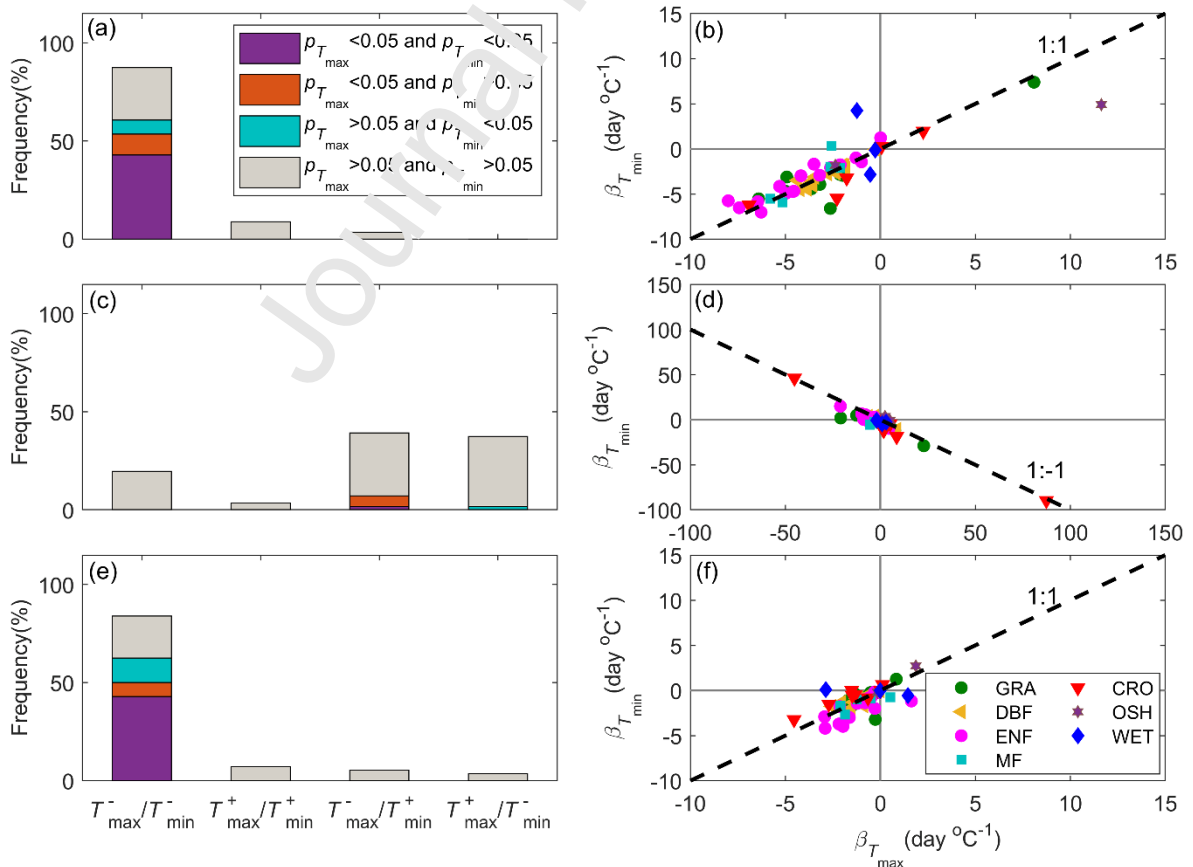 Journal
(a)
100
50
0
Frequency(%)
p_Tmax <0.05 and p_Tmin <0.05
p_Tmax <0.05 and p_Tmin >0.05
p_Tmax >0.05 and p_Tmin <0.05
p_Tmax >0.05 and p_Tmin >0.05
(b)
15
10
5
0
-5
-10
β_Tmin (day °C⁻¹)
1:1
-10 -5 0 5 10 15
(c)
100
50
0
Frequency(%)
(d)
150
100
50
0
-50
-100
β_Tmin (day °C⁻¹)
1:-1
-100 -50 0 50 100 150
(e)
100
50
0
Frequency(%)
T⁻max/T⁻min T⁺max/T⁺min T⁻max/T⁺min T⁺max/T⁻min
(f)
15
10
5
0
-5
-10
β_Tmin (day °C⁻¹)
1:1
GRA CRO
DBF OSH
ENF WET
MF
-10 -5 0 5 10 15
β_Tmax (day °C⁻¹)